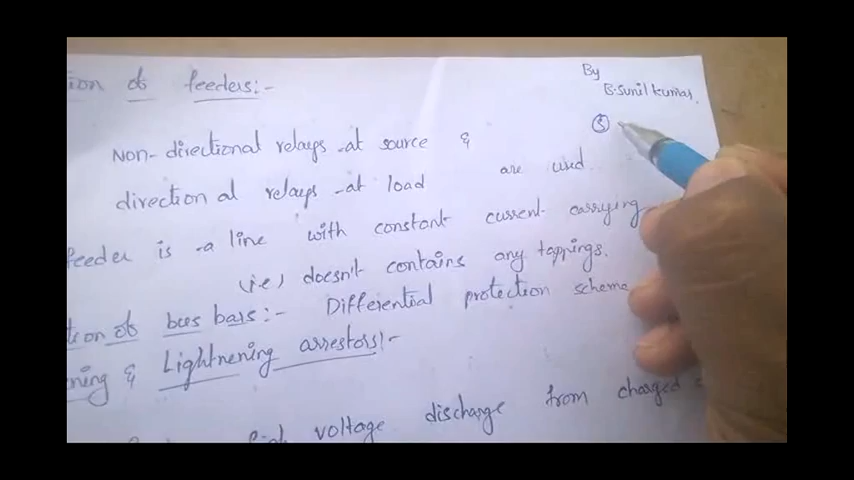 By
B. Sunil kumar.
ion of feeders:-
Non-directional relays at source &
directional relays at load are used
feeder is a line with constant current carrying
(i.e) doesn't contains any tappings.
tion of bus bars:- Differential protection scheme
ning & Lightnening arrestors:-
high voltage discharge from charged